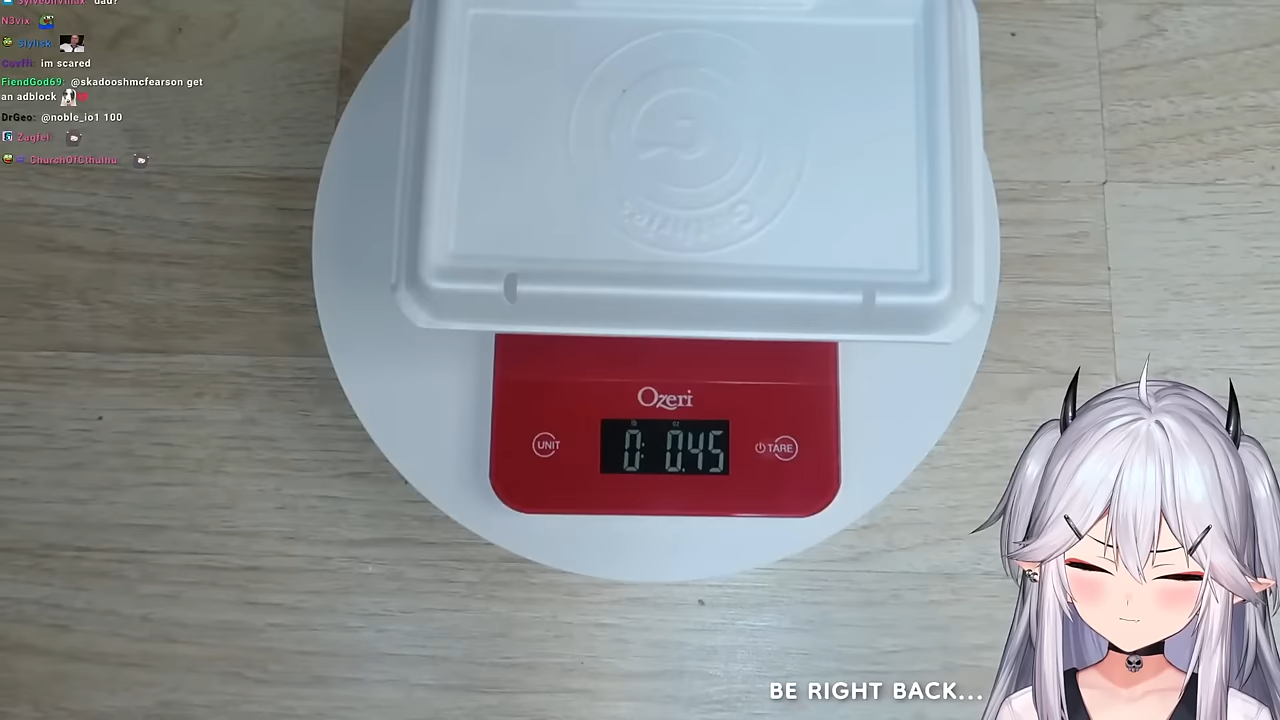 N3vix
Slylisk
im scared
FiendGod69: @skadooshmcfearson get
an adblock
DrGeo: @noble_io1 100
Zagfel
ChurchOfCthulhu
Ozeri
UNIT
0: 0.45
TARE
BE RIGHT BACK...